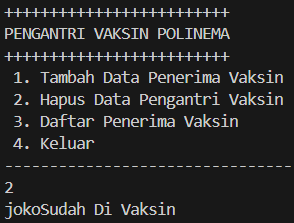 +++++++++++++++++++++++++
PENGANTRI VAKSIN POLINEMA
+++++++++++++++++++++++++
1. Tambah Data Penerima Vaksin
2. Hapus Data Pengantri Vaksin
3. Daftar Penerima Vaksin
4. Keluar
--------------------------------
2
jokoSudah Di Vaksin